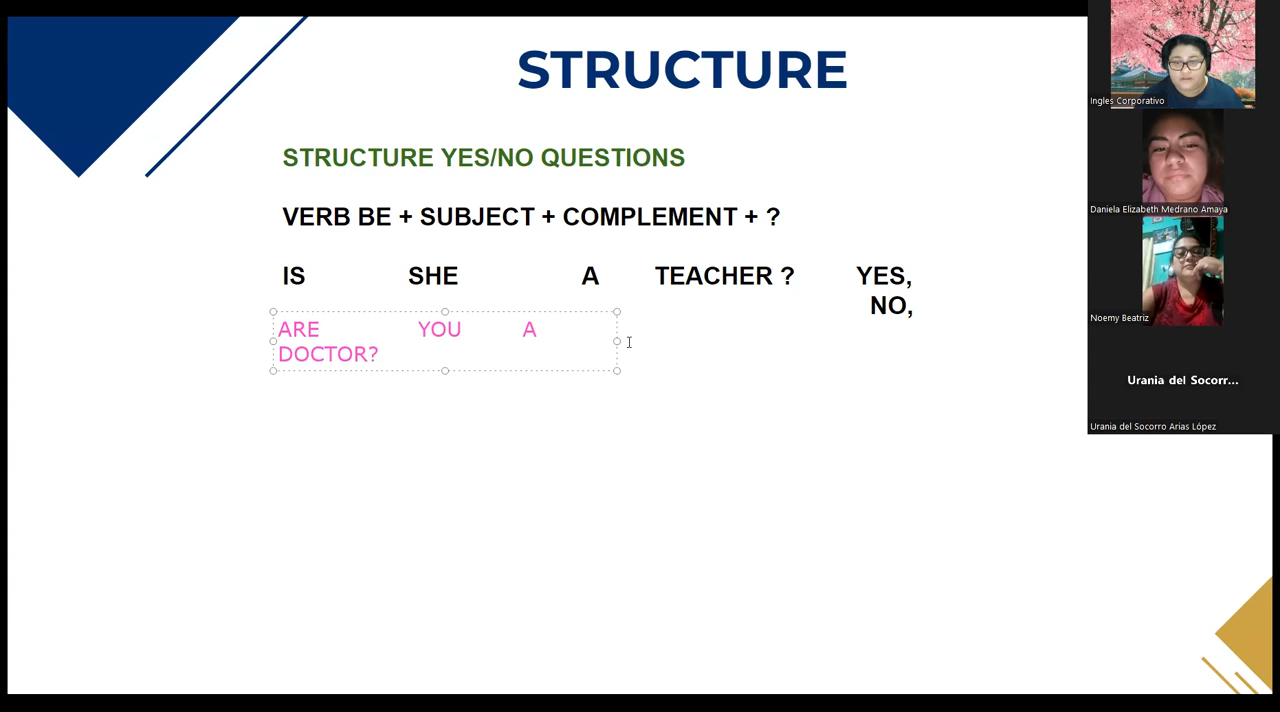 STRUCTURE
STRUCTURE YES/NO QUESTIONS
VERB BE + SUBJECT + COMPLEMENT + ?
IS SHE A TEACHER ? YES,
NO,
ARE YOU A
DOCTOR?
Ingles Corporativo
Daniela Elizabeth Medrano Amaya
Noemy Beatriz
Urania del Socorr...
Urania del Socorro Arias López